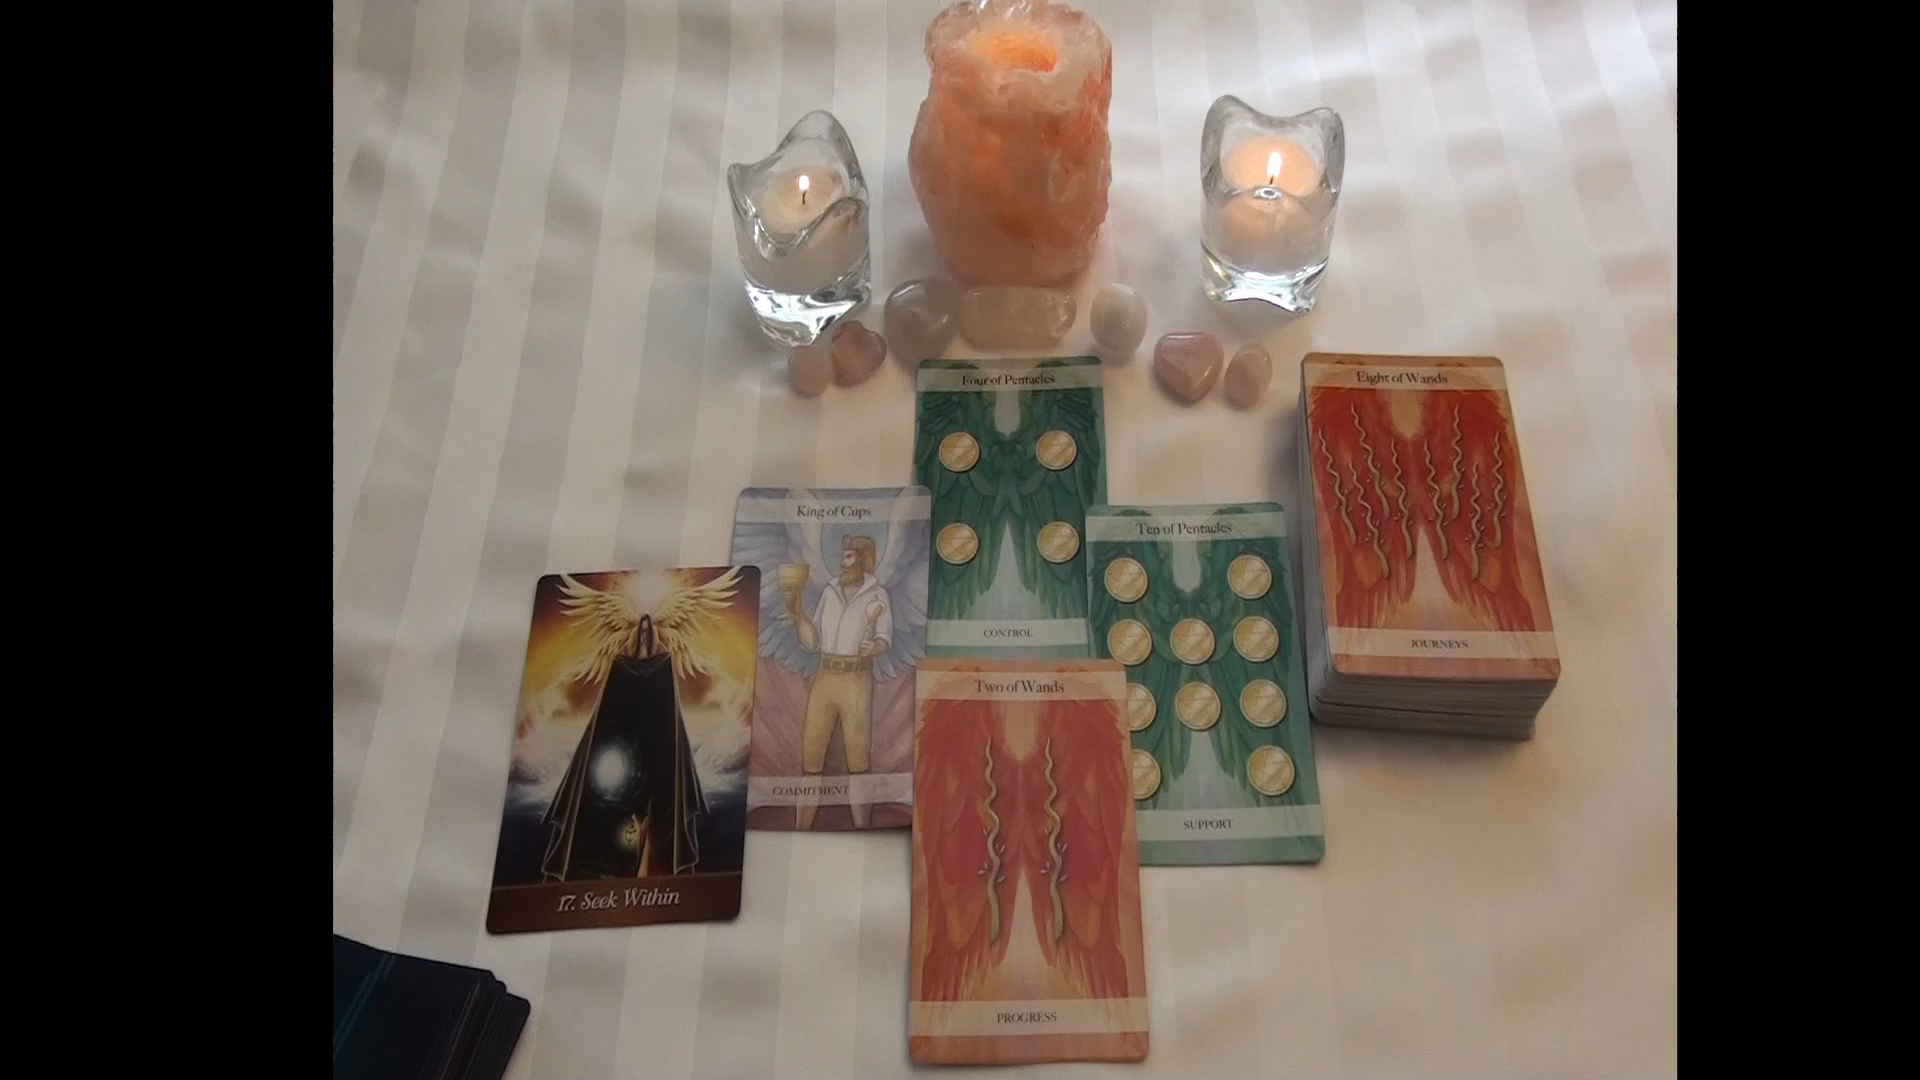 Four of Pentacles
CONTROL
Eight of Wands
JOURNEYS
King of Cups
COMMITMENT
Ten of Pentacles
SUPPORT
17. Seek Within
Two of Wands
PROGRESS